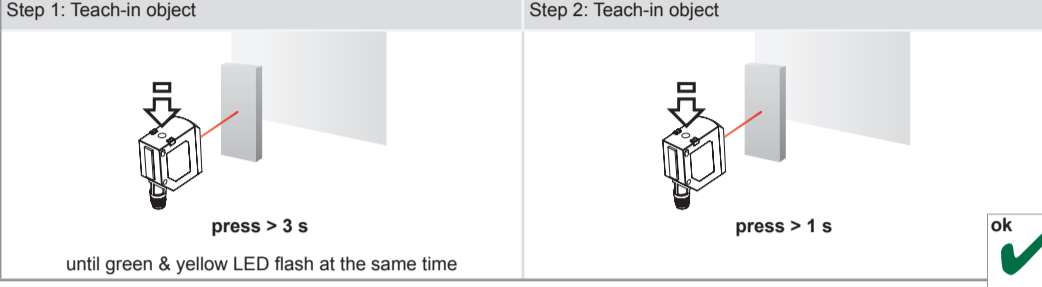 Step 1: Teach-in object
Step 2: Teach-in object
press > 3 s
until green & yellow LED flash at the same time
press > 1 s
ok